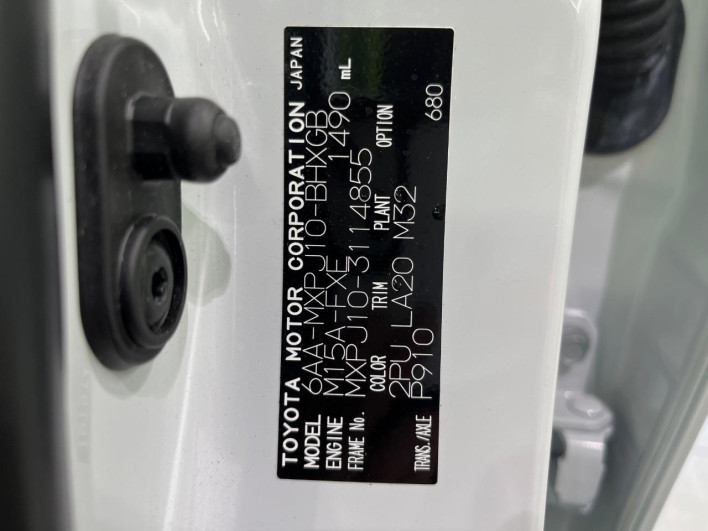 TOYOTA MOTOR CORPORATION JAPAN
MODEL 6AA-MXPJ10-BHXGB
ENGINE M15A-FXE 1490 mL
FRAME No. MXPJ10-3114855
COLOR TRIM PLANT OPTION
2PU LA20 M32
TRANS./AXLE P910 680